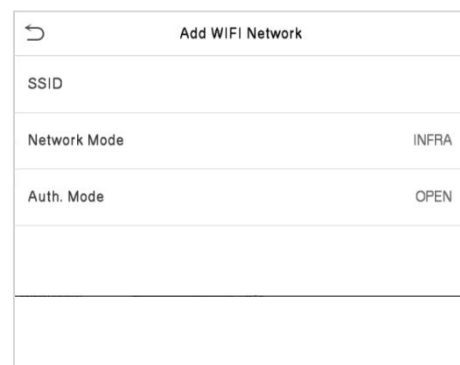 Add WIFI Network
SSID
Network Mode INFRA
Auth. Mode OPEN